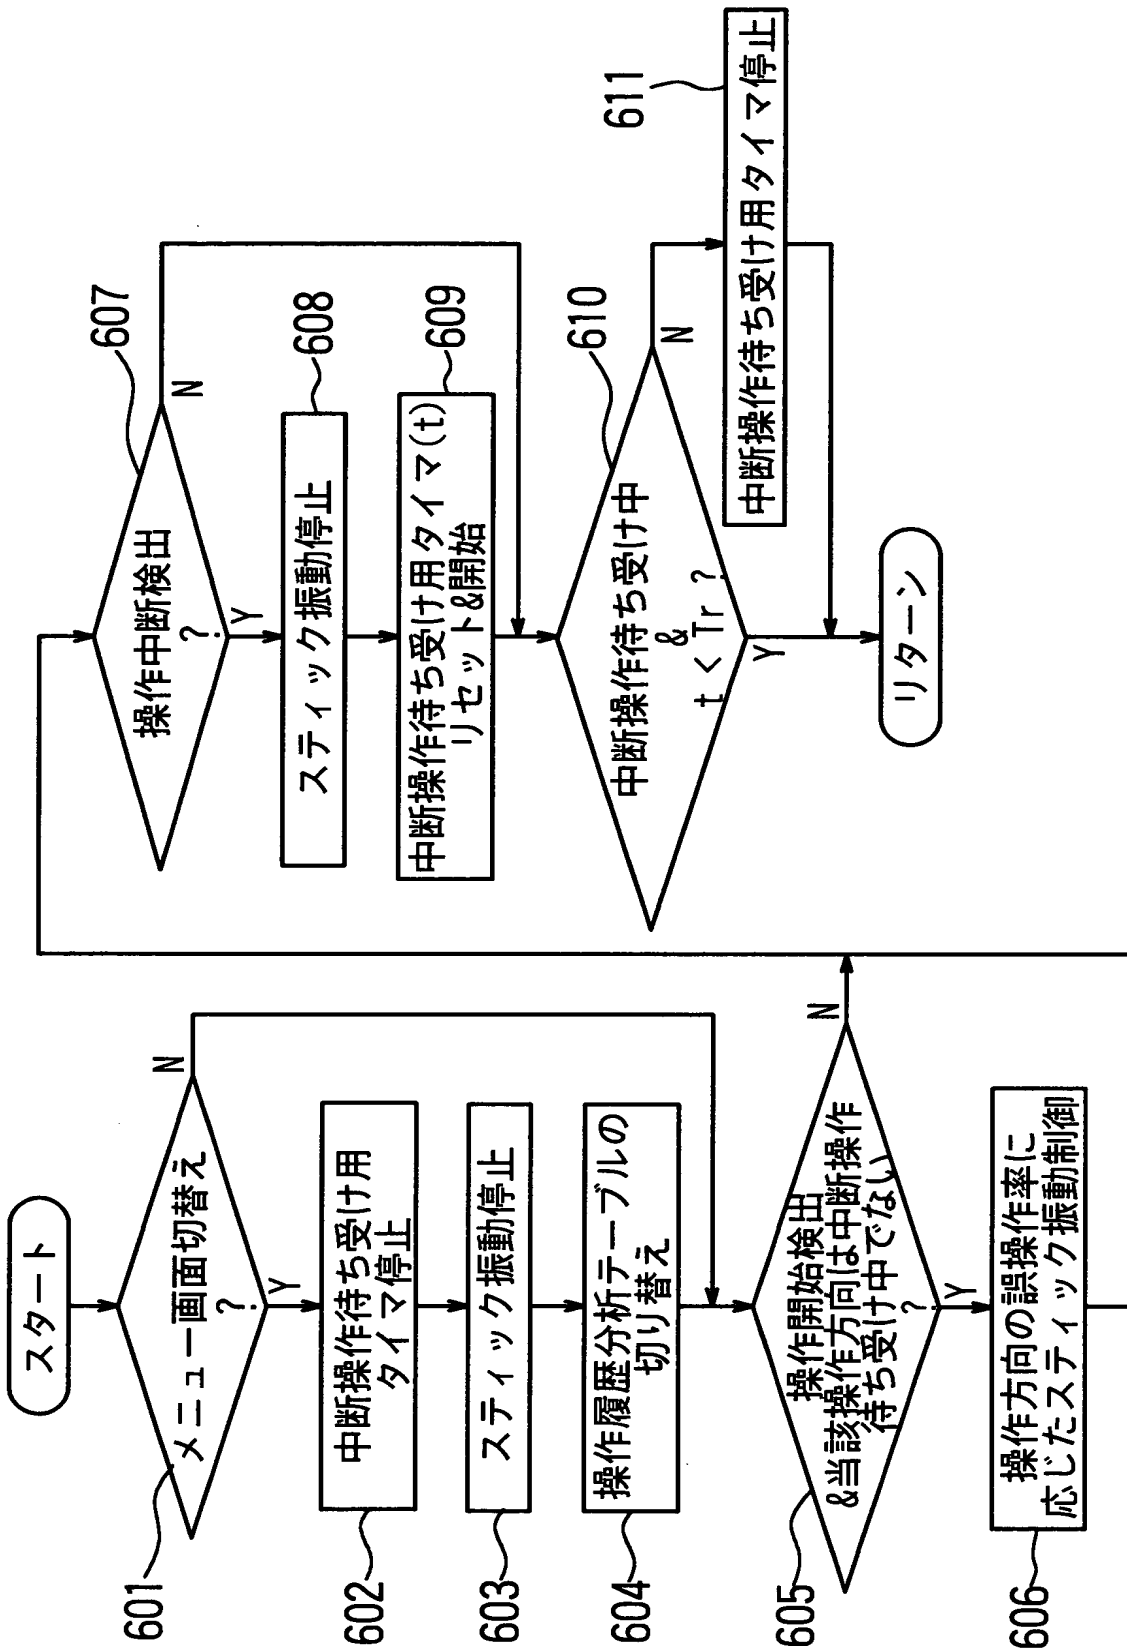 スタート
601
メニュー画面切替え
?
N
Y
602
中断操作待ち受け用
タイマ停止
603
スティック振動停止
604
操作履歴分析テーブルの
切り替え
605
操作開始検出
&当該操作方向は中断操作
待ち受け中でない
?
N
Y
606
操作方向の誤操作率に
応じたスティック振動制御
607
操作中断検出
?
N
Y
608
スティック振動停止
609
中断操作待ち受け用タイマ(t)
リセット&開始
610
中断操作待ち受け中
&
t < Tr ?
N
Y
611
中断操作待ち受け用タイマ停止
リターン